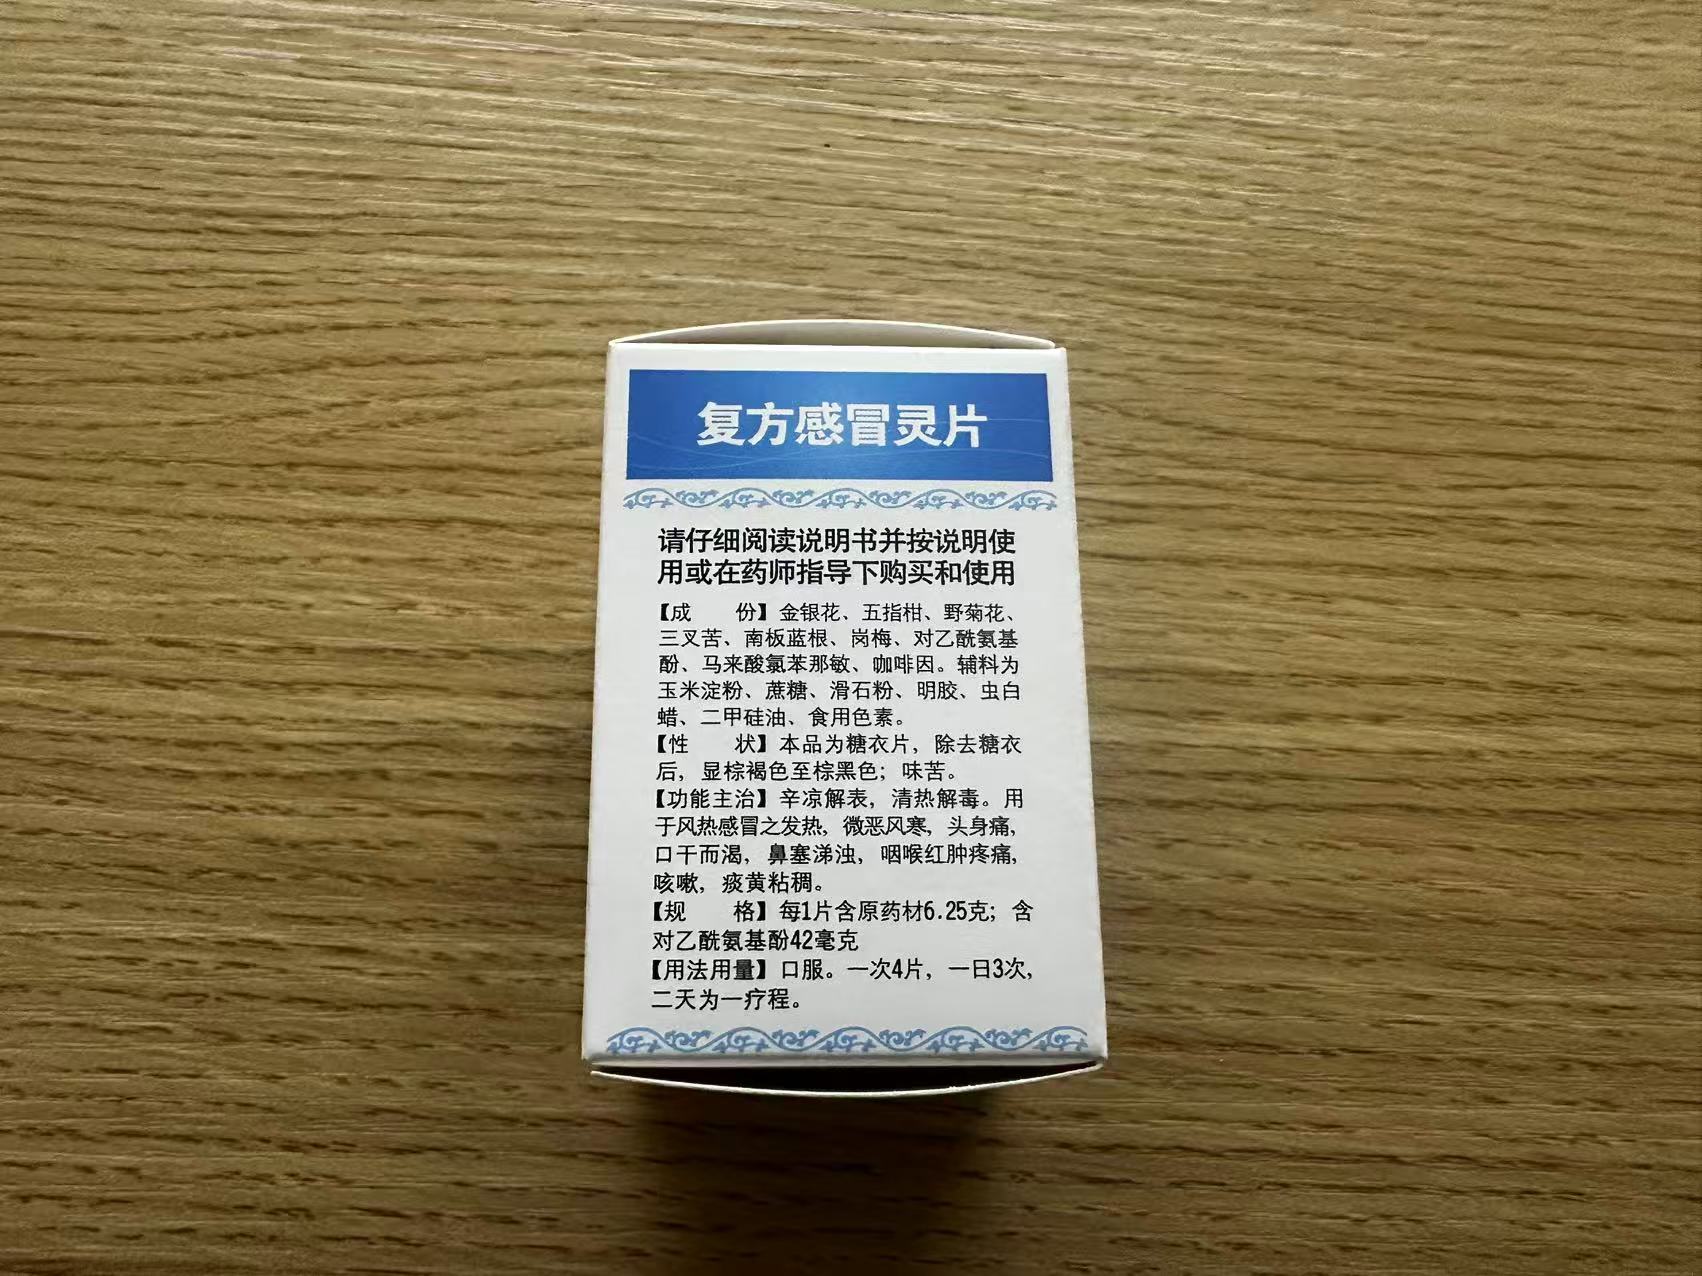 复方感冒灵片
请仔细阅读说明书并按说明使
用或在药师指导下购买和使用
【成　　份】金银花、五指柑、野菊花、
三叉苦、南板蓝根、岗梅、对乙酰氨基
酚、马来酸氯苯那敏、咖啡因。辅料为
玉米淀粉、蔗糖、滑石粉、明胶、虫白
蜡、二甲硅油、食用色素。
【性　　状】本品为糖衣片，除去糖衣
后，显棕褐色至棕黑色；味苦。
【功能主治】辛凉解表，清热解毒。用
于风热感冒之发热，微恶风寒，头身痛，
口干而渴，鼻塞涕浊，咽喉红肿疼痛，
咳嗽，痰黄粘稠。
【规　　格】每1片含原药材6.25克；含
对乙酰氨基酚42毫克
【用法用量】口服。一次4片，一日3次，
二天为一疗程。